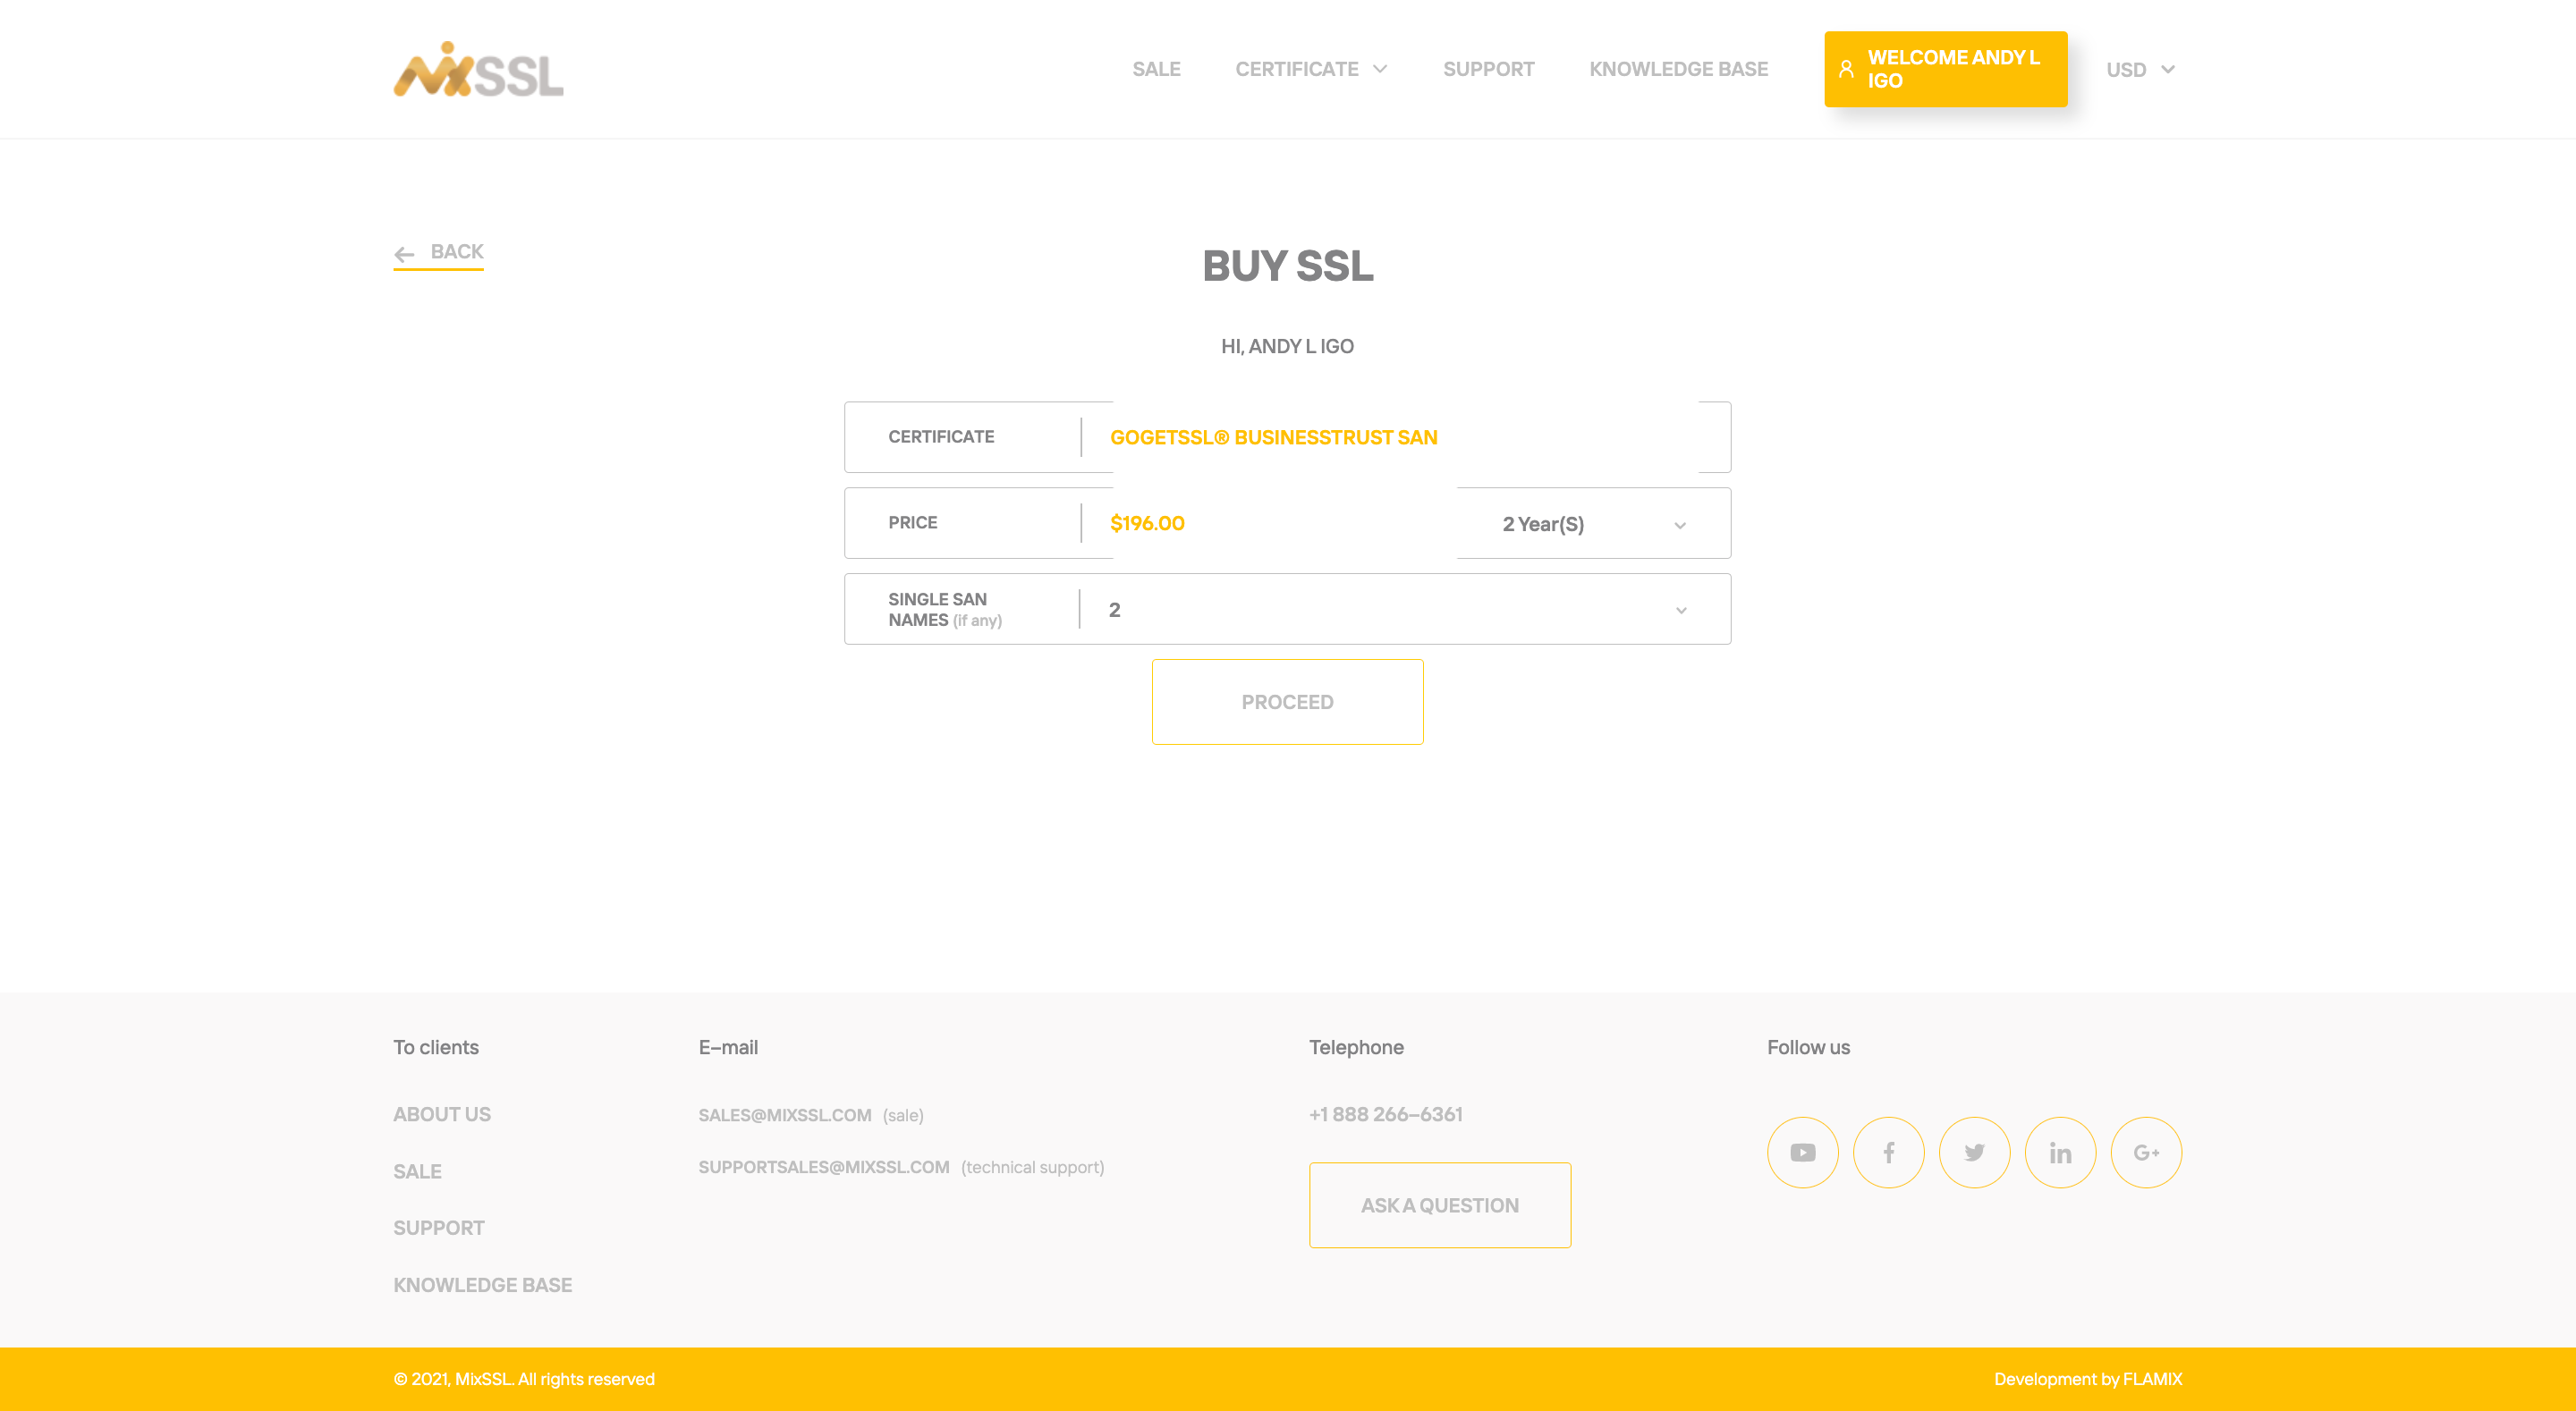 MixSSL
SALE
CERTIFICATE
SUPPORT
KNOWLEDGE BASE
WELCOME ANDY L
IGO
USD
BACK
BUY SSL
HI, ANDY L IGO
CERTIFICATE
GOGETSSL® BUSINESSTRUST SAN
PRICE
$196.00
2 Year(S)
SINGLE SAN
NAMES (if any)
2
PROCEED
To clients
ABOUT US
SALE
SUPPORT
KNOWLEDGE BASE
E–mail
SALES@MIXSSL.COM (sale)
SUPPORTSALES@MIXSSL.COM (technical support)
Telephone
+1 888 266–6361
ASK A QUESTION
Follow us
© 2021, MixSSL. All rights reserved
Development by FLAMIX